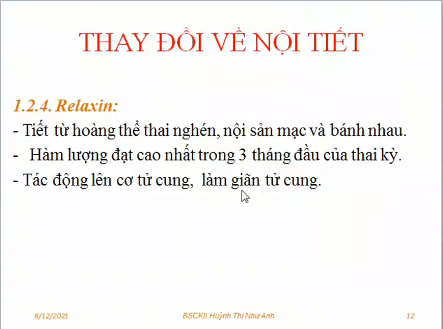 THAY ĐỔI VỀ NỘI TIẾT
1.2.4. Relaxin:
- Tiết từ hoàng thể thai nghén, nội sản mạc và bánh nhau.
- Hàm lượng đạt cao nhất trong 3 tháng đầu của thai kỳ.
- Tác động lên cơ tử cung, làm giãn tử cung.
8/12/2021
BSCKII Huỳnh Thị Như Anh
12